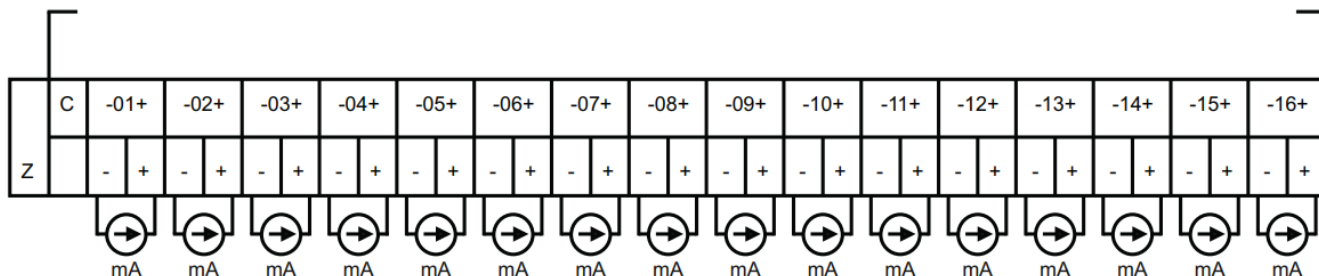 C -01+ -02+ -03+ -04+ -05+ -06+ -07+ -08+ -09+ -10+ -11+ -12+ -13+ -14+ -15+ -16+
Z - + - + - + - + - + - + - + - + - + - + - + - + - + - + - + - +
mA mA mA mA mA mA mA mA mA mA mA mA mA mA mA mA